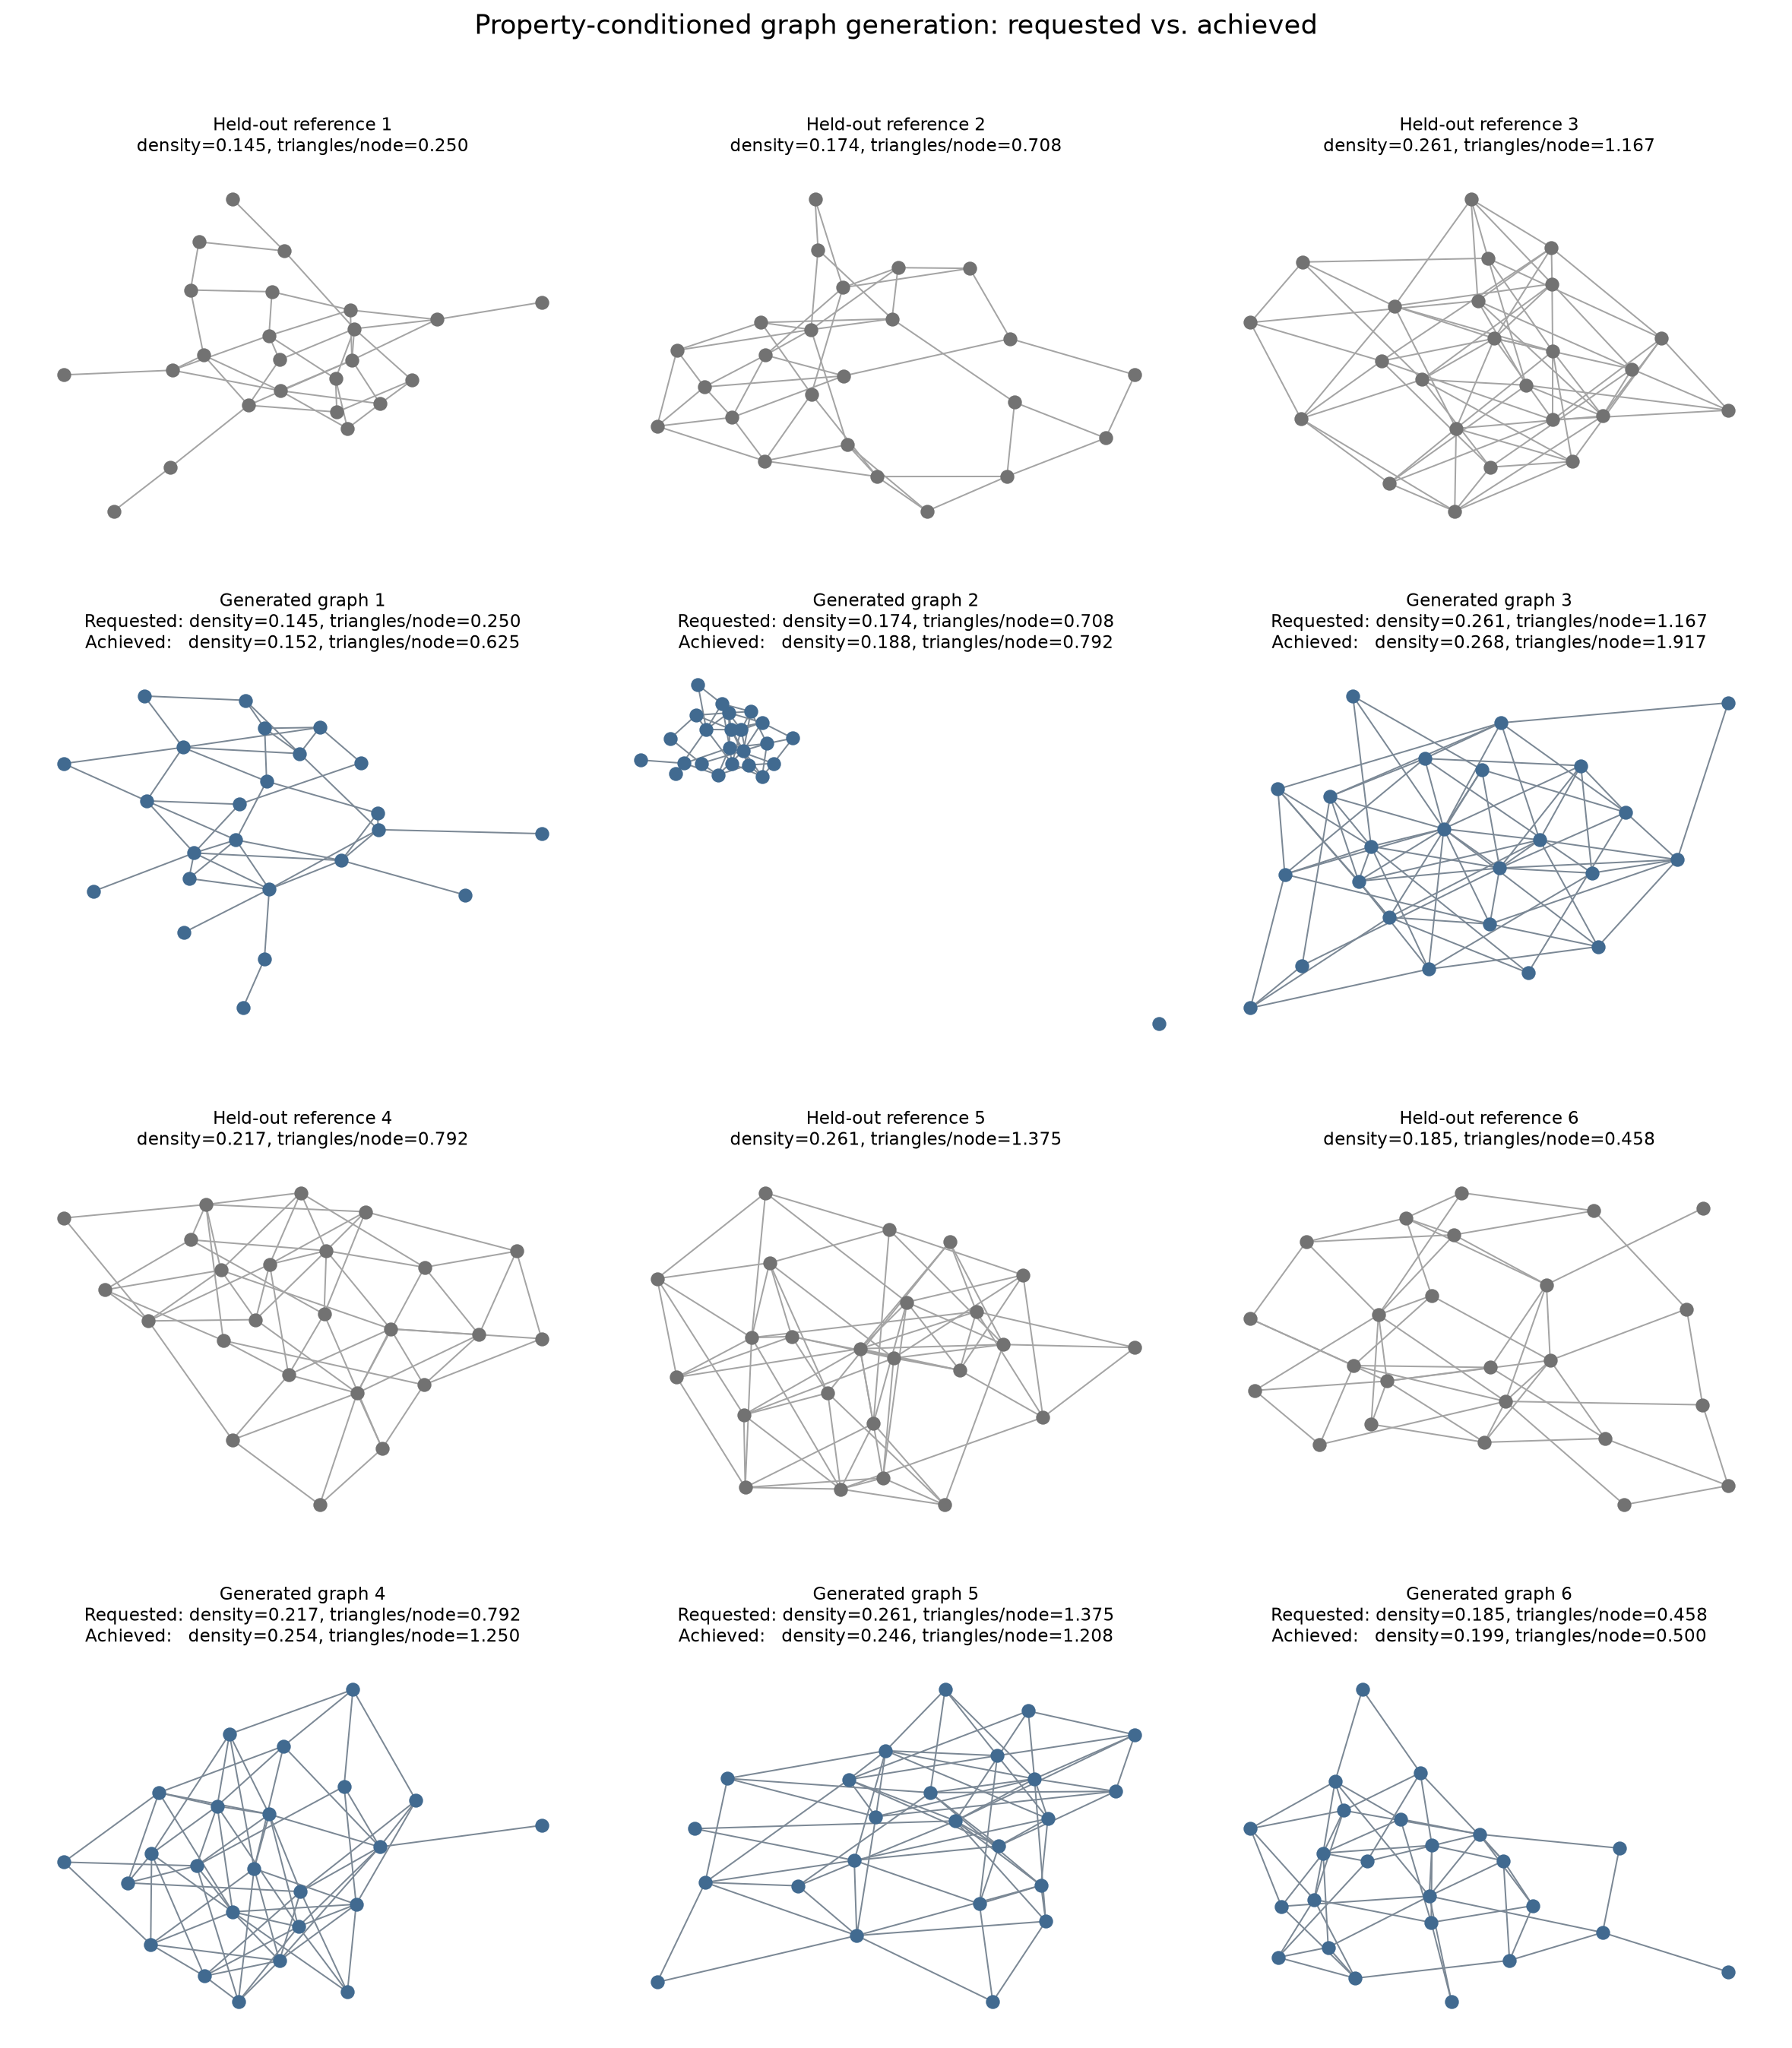 Property-conditioned graph generation: requested vs. achieved
Held-out reference 1
density=0.145, triangles/node=0.250
Held-out reference 2
density=0.174, triangles/node=0.708
Held-out reference 3
density=0.261, triangles/node=1.167
Generated graph 1
Requested: density=0.145, triangles/node=0.250
Achieved:   density=0.152, triangles/node=0.625
Generated graph 2
Requested: density=0.174, triangles/node=0.708
Achieved:   density=0.188, triangles/node=0.792
Generated graph 3
Requested: density=0.261, triangles/node=1.167
Achieved:   density=0.268, triangles/node=1.917
Held-out reference 4
density=0.217, triangles/node=0.792
Held-out reference 5
density=0.261, triangles/node=1.375
Held-out reference 6
density=0.185, triangles/node=0.458
Generated graph 4
Requested: density=0.217, triangles/node=0.792
Achieved:   density=0.254, triangles/node=1.250
Generated graph 5
Requested: density=0.261, triangles/node=1.375
Achieved:   density=0.246, triangles/node=1.208
Generated graph 6
Requested: density=0.185, triangles/node=0.458
Achieved:   density=0.199, triangles/node=0.500